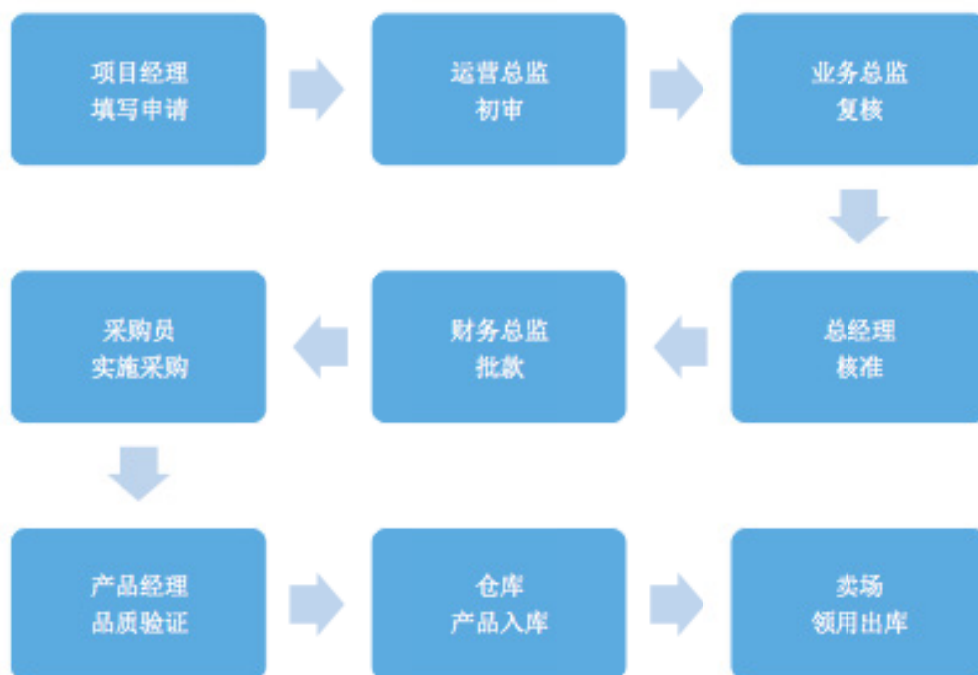 项目经理
填写申请
运营总监
初审
业务总监
复核
采购员
实施采购
财务总监
批款
总经理
核准
产品经理
品质验证
仓库
产品入库
卖场
领用出库